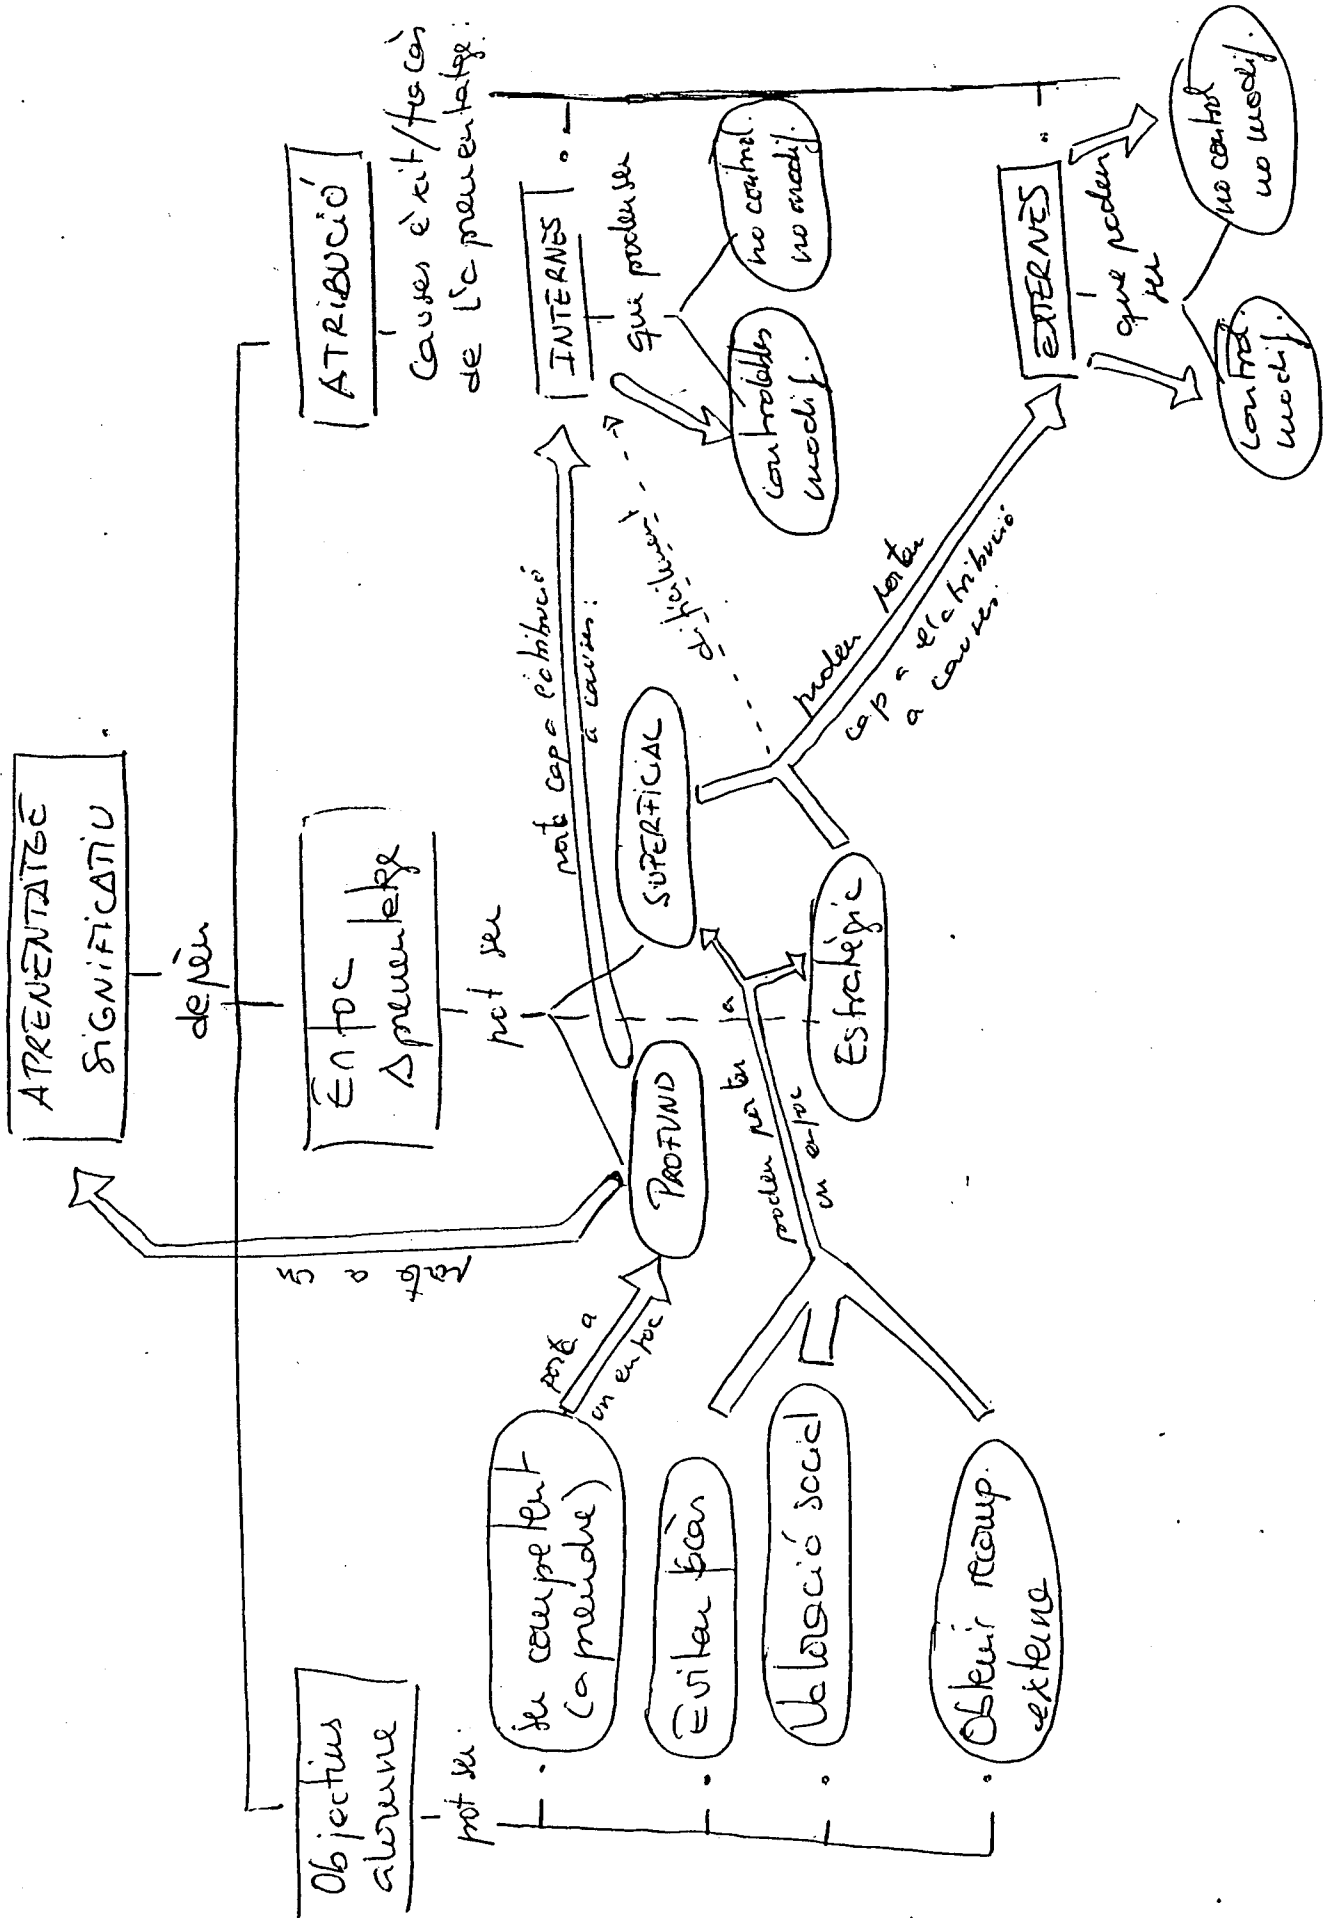 APRENENTATGE
SIGNIFICATIU
depèn
Objectius
alumne
pot ser:
ser competent
(aprendre)
Evitar fracàs
Valoració social
Obtenir recomp.
externe
porta a
un enfoc
poden portar a
un enfoc
Enfoc
Aprenentatge
pot ser
PROFUND
SUPERFICIAL
Estratègic
porta a
porta cap a l'atribució
a causes:
dificilment
poden portar
cap a l'atribució
a causes:
ATRIBUCIÓ
Causes èxit/fracàs
de l'aprenentatge:
INTERNES
que poden ser
controlables
modif.
no control.
no modif.
EXTERNES
que poden
ser
control.
modif.
no control
no modif.